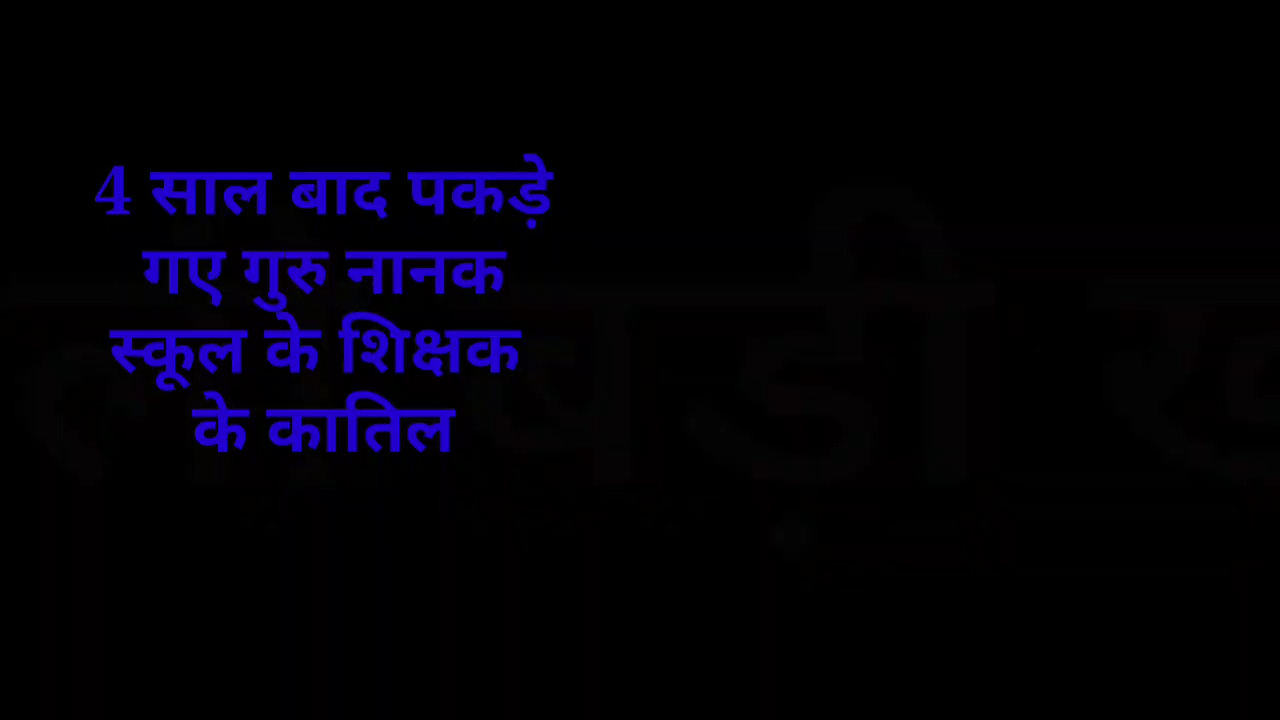 4 साल बाद पकड़े
गए गुरु नानक
स्कूल के शिक्षक
के कातिल